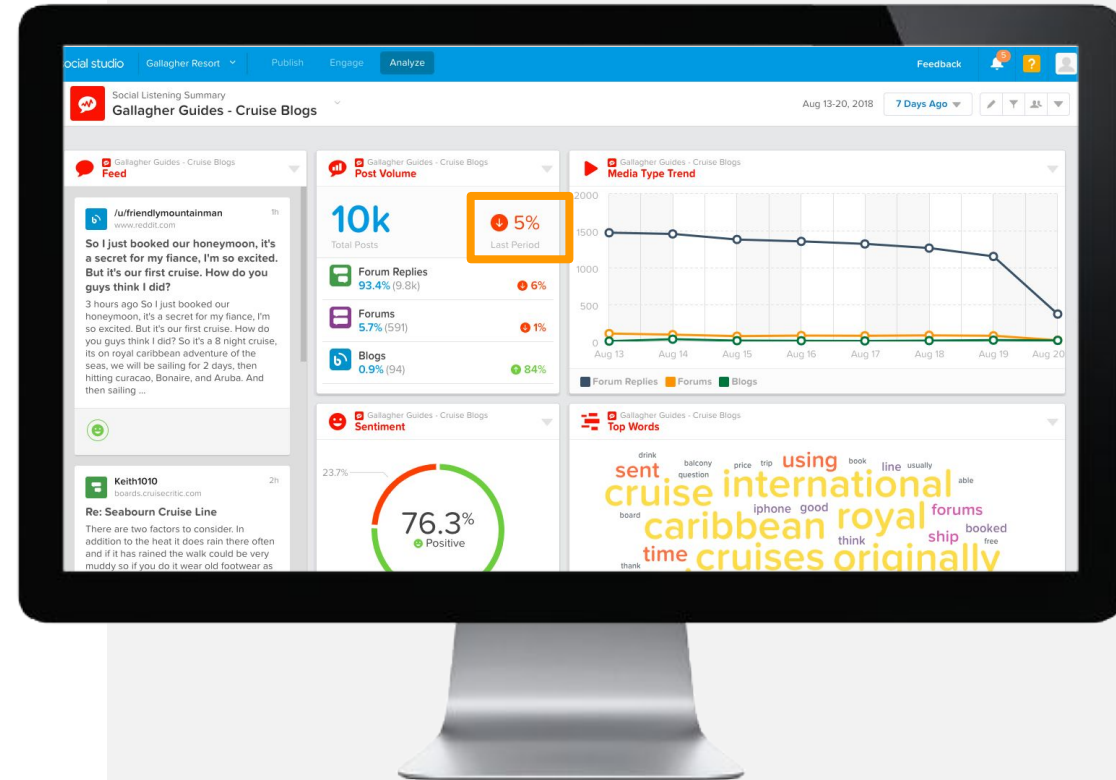 ocial studio
Gallagher Resort
Publish
Engage
Analyze
Feedback
5
?
Social Listening Summary
Gallagher Guides - Cruise Blogs
Aug 13-20, 2018
7 Days Ago
Gallagher Guides - Cruise Blogs
Feed
/u/friendlymountainman
1h
www.reddit.com
So I just booked our honeymoon, it's
a secret for my fiance, I'm so excited.
But it's our first cruise. How do you
guys think I did?
3 hours ago So I just booked our
honeymoon, it's a secret for my fiance, I'm
so excited. But it's our first cruise. How do
you guys think I did? So it's a 8 night cruise,
its on royal caribbean adventure of the
seas, we will be sailing for 2 days, then
hitting curacao, Bonaire, and Aruba. And
then sailing ...
Keith1010
2h
boards.cruisecritic.com
Re: Seabourn Cruise Line
There are two factors to consider. In
addition to the heat it does rain there often
and if it has rained the walk could be very
muddy so if you do it wear old footwear as
Gallagher Guides - Cruise Blogs
Post Volume
10k
Total Posts
5%
Last Period
Forum Replies
93.4% (9.8k)
6%
Forums
5.7% (591)
1%
Blogs
0.9% (94)
84%
Gallagher Guides - Cruise Blogs
Media Type Trend
2000
1500
1000
500
0
Aug 13
Aug 14
Aug 15
Aug 16
Aug 17
Aug 18
Aug 19
Aug 20
Forum Replies
Forums
Blogs
Gallagher Guides - Cruise Blogs
Sentiment
23.7%
76.3%
Positive
Gallagher Guides - Cruise Blogs
Top Words
drink
sent
question
balcony
price
trip
using
book
line
usually
cruise
international
able
board
caribbean
iphone
good
royal
forums
think
ship
booked
free
thank
time
cruises
originally